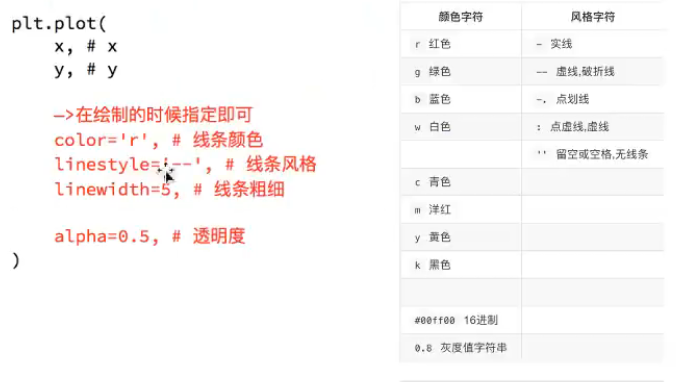 plt.plot(
x, # x
y, # y
—>在绘制的时候指定即可
color='r', # 线条颜色
linestyle='--', # 线条风格
linewidth=5, # 线条粗细
alpha=0.5, # 透明度
)
颜色字符 风格字符
r 红色 - 实线
g 绿色 -- 虚线,破折线
b 蓝色 -. 点划线
w 白色 : 点虚线,虚线
'' 留空或空格,无线条
c 青色
m 洋红
y 黄色
k 黑色
#00ff00 16进制
0.8 灰度值字符串